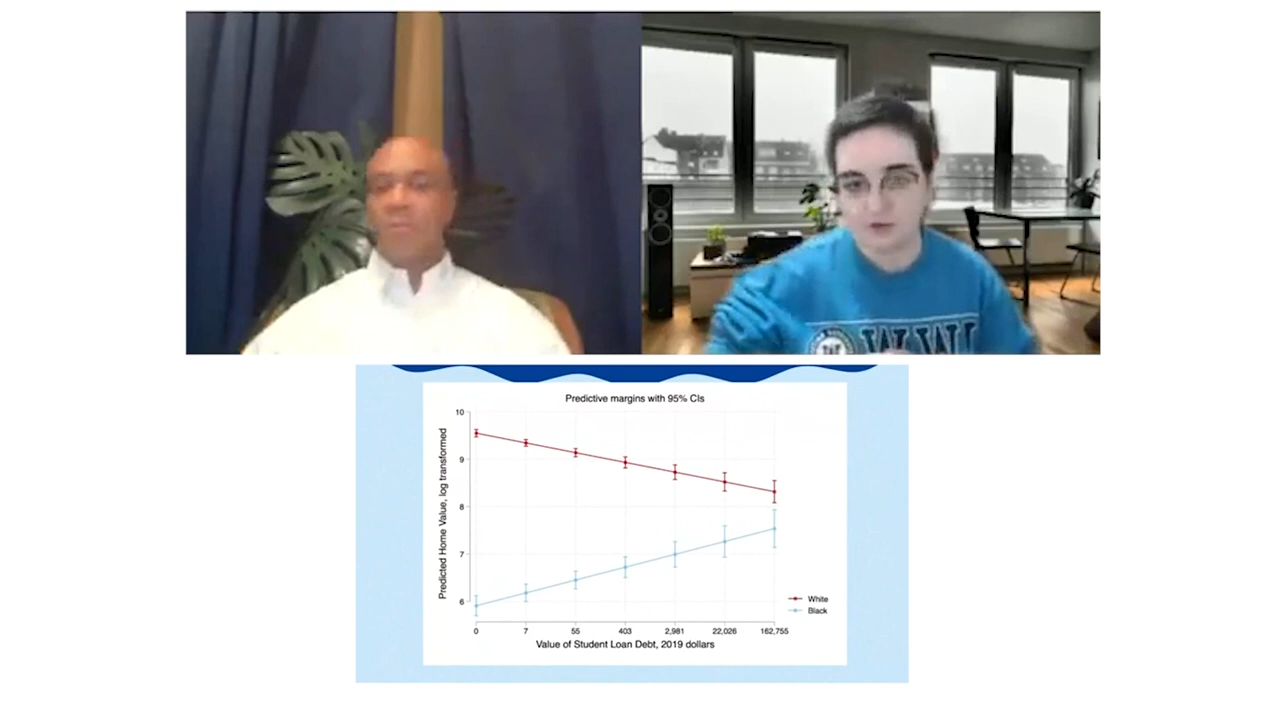 WWU
Predictive margins with 95% CIs
Predicted Home Value, log transformed
10
9
8
7
6
0 7 55 403 2,981 22,026 162,755
Value of Student Loan Debt, 2019 dollars
White
Black